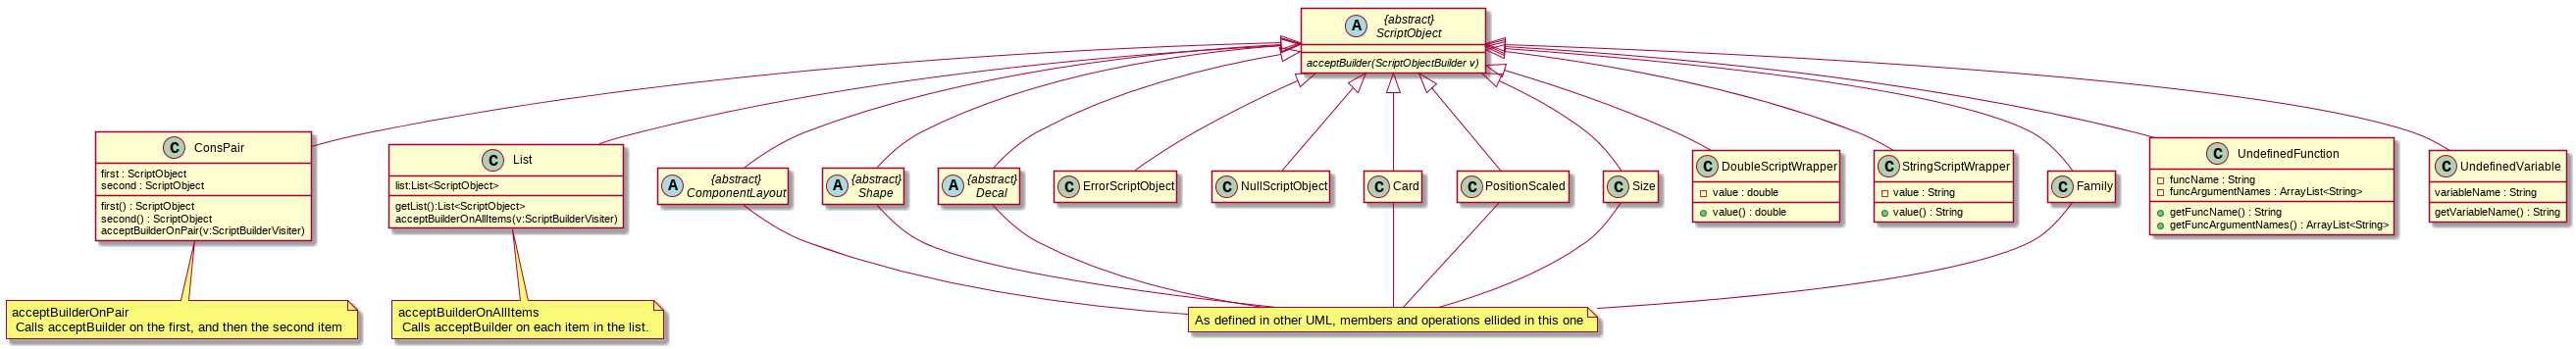 A
{abstract}
ScriptObject
acceptBuilder(ScriptObjectBuilder v)
C
ConsPair
first : ScriptObject
second : ScriptObject
first() : ScriptObject
second() : ScriptObject
acceptBuilderOnPair(v:ScriptBuilderVisiter)
C
List
list:List<ScriptObject>
getList():List<ScriptObject>
acceptBuilderOnAllItems(v:ScriptBuilderVisiter)
A
{abstract}
ComponentLayout
A
{abstract}
Shape
A
{abstract}
Decal
C
ErrorScriptObject
C
NullScriptObject
C
Card
C
PositionScaled
C
Size
C
DoubleScriptWrapper
value : double
value() : double
C
StringScriptWrapper
value : String
value() : String
C
Family
C
UndefinedFunction
funcName : String
funcArgumentNames : ArrayList<String>
getFuncName() : String
getFuncArgumentNames() : ArrayList<String>
C
UndefinedVariable
variableName : String
getVariableName() : String
acceptBuilderOnPair
Calls acceptBuilder on the first, and then the second item
acceptBuilderOnAllItems
Calls acceptBuilder on each item in the list.
As defined in other UML, members and operations ellided in this one